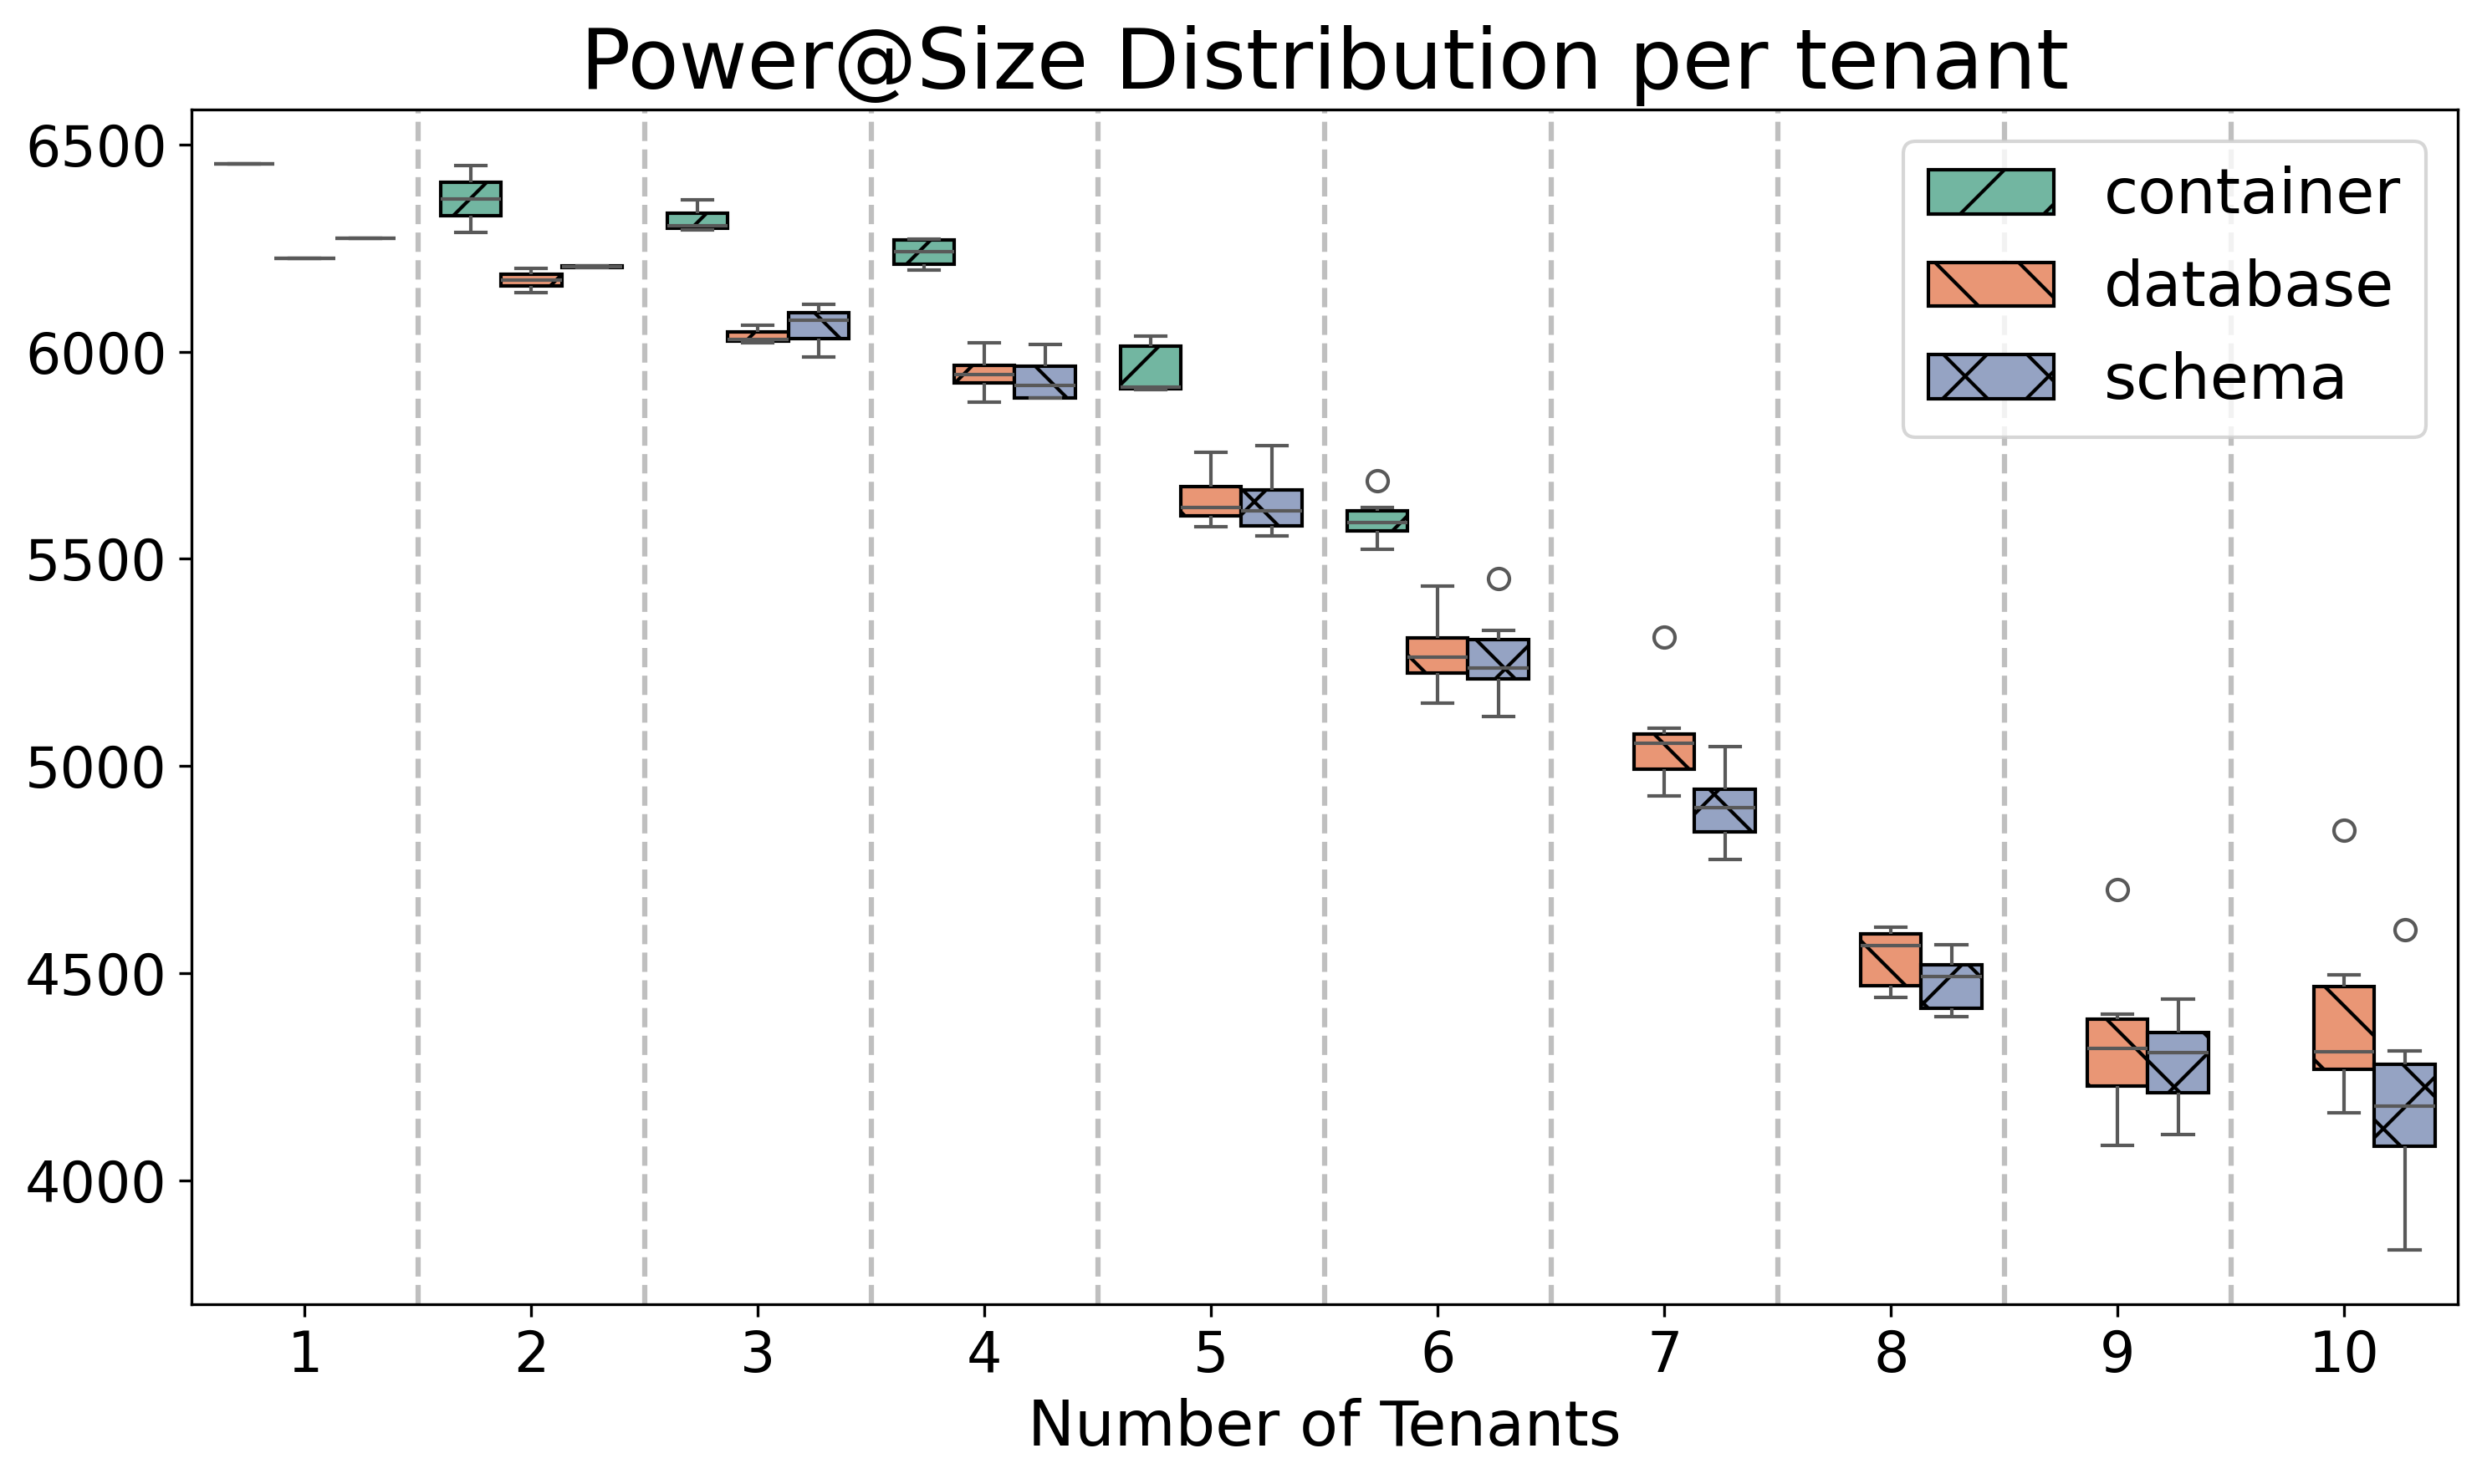 Power@Size Distribution per tenant
6500
6000
5500
5000
4500
4000
container
database
schema
1 2 3 4 5 6 7 8 9 10
Number of Tenants